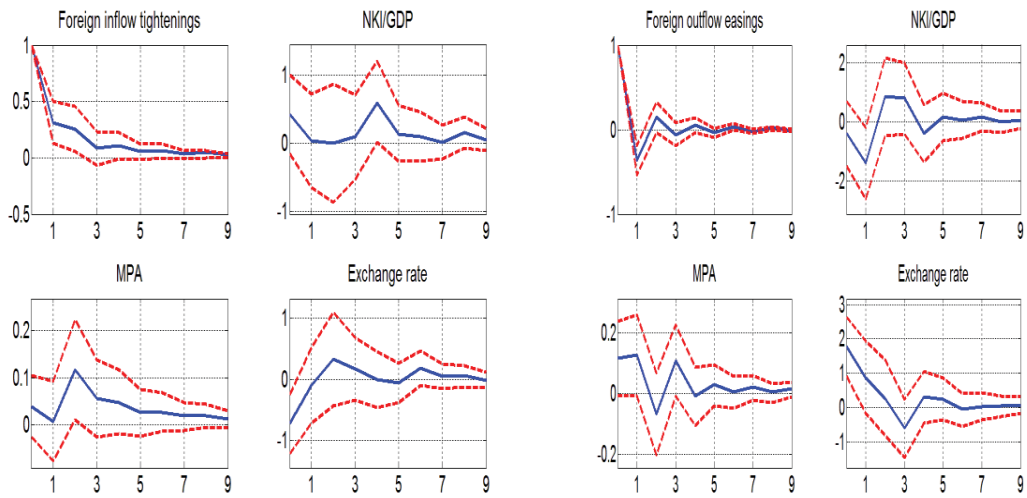 Foreign inflow tightenings
1
0.5
0
-0.5
1 3 5 7 9
NKI/GDP
1
0
-1
1 3 5 7 9
MPA
0.2
0.1
0
1 3 5 7 9
Exchange rate
1
0
-1
1 3 5 7 9
Foreign outflow easings
1
0
-1
1 3 5 7 9
NKI/GDP
2
0
-2
1 3 5 7 9
MPA
0.2
0
-0.2
1 3 5 7 9
Exchange rate
3
2
1
0
-1
1 3 5 7 9